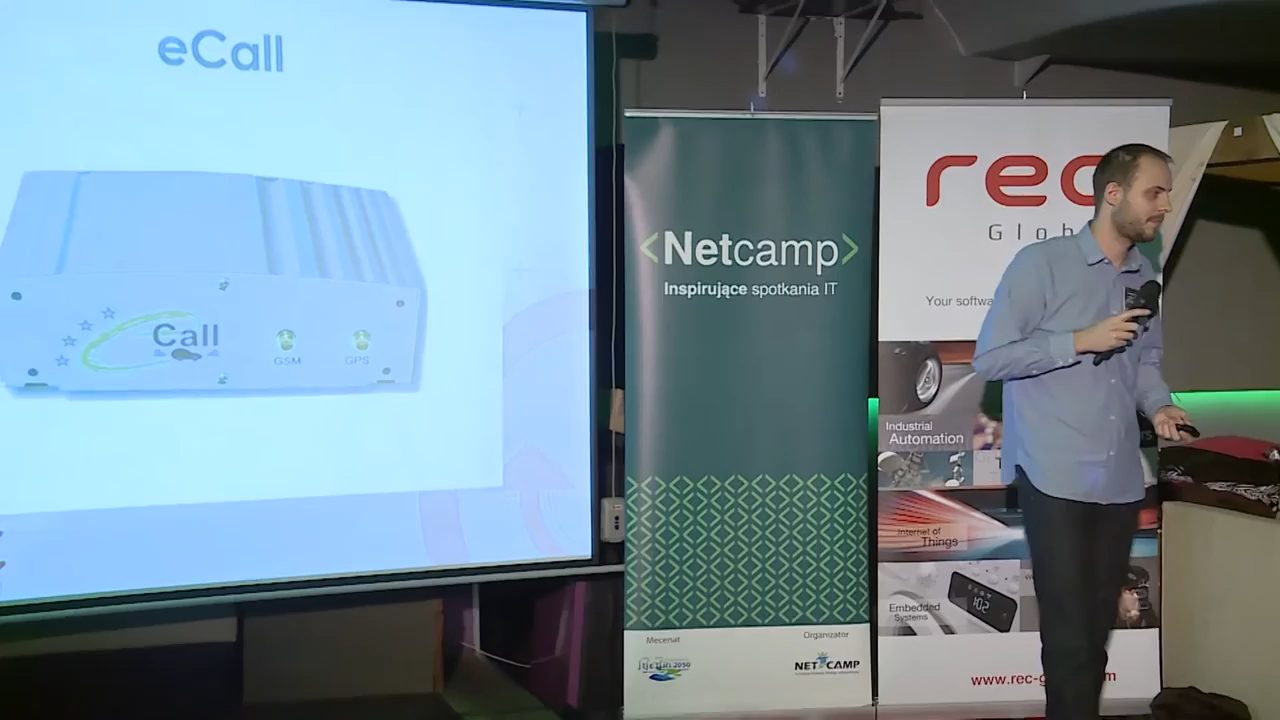 eCall
Call
GSM
GPS
<Netcamp>
Inspirujące spotkania IT
Mecenat
Organizator
NETCAMP
rec
Glob
Your softwa
Industrial
Automation
Internet of
Things
Embedded
Systems
102
www.rec-g
m